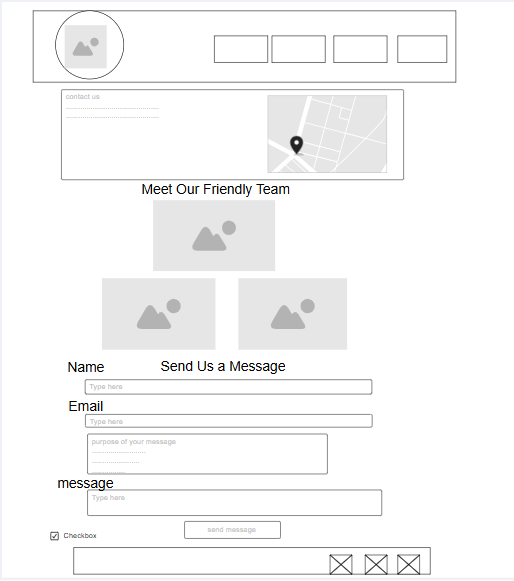 contact us
Meet Our Friendly Team
Name
Send Us a Message
Type here
Email
Type here
purpose of your message
message
Type here
send message
Checkbox